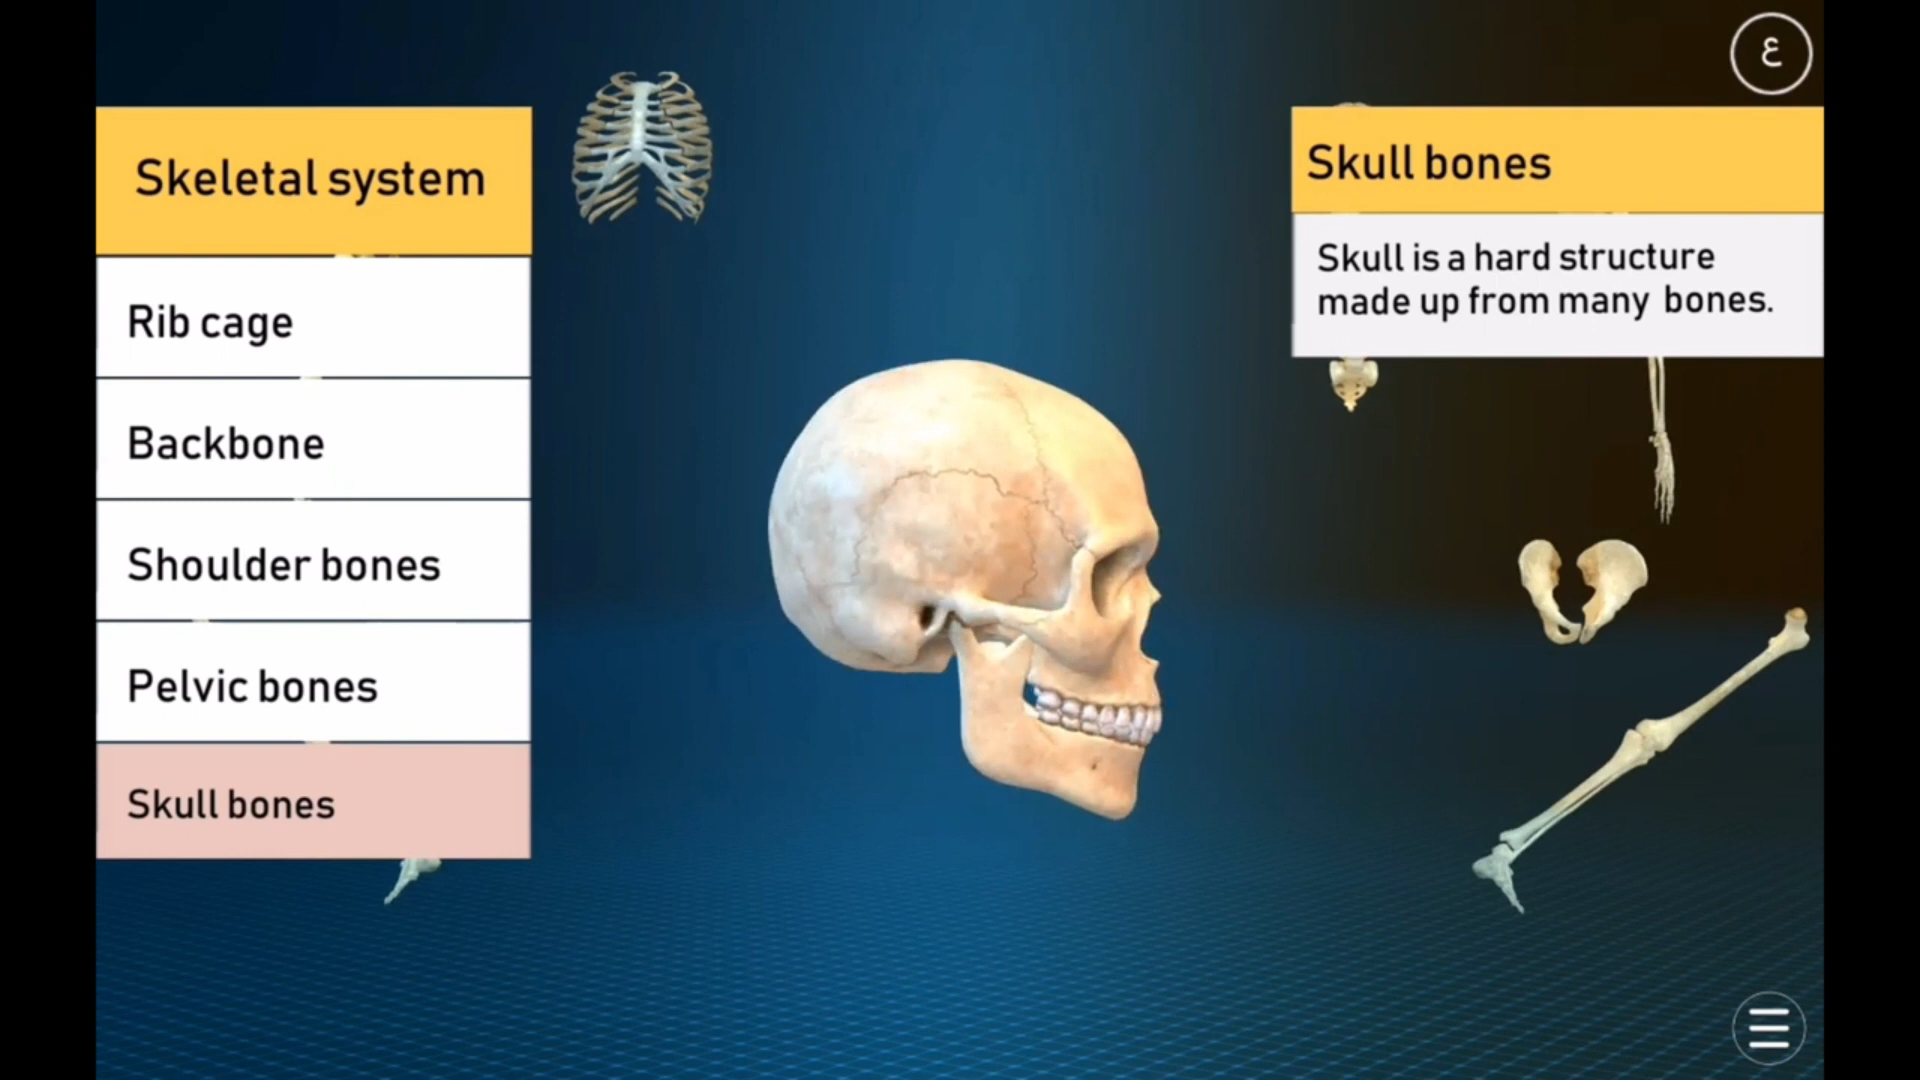 ع
Skeletal system
Rib cage
Backbone
Shoulder bones
Pelvic bones
Skull bones
Skull bones
Skull is a hard structure
made up from many bones.